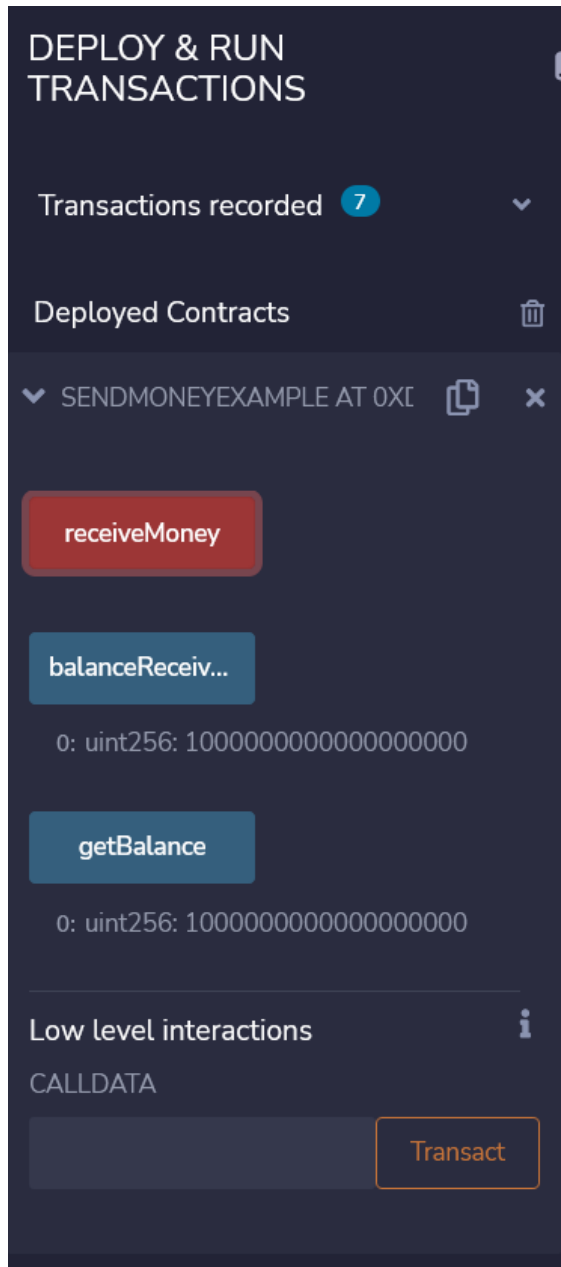 DEPLOY & RUN
TRANSACTIONS
Transactions recorded 7
Deployed Contracts
SENDMONEYEXAMPLE AT 0XD
receiveMoney
balanceReceiv...
0: uint256: 1000000000000000000
getBalance
0: uint256: 1000000000000000000
Low level interactions
CALLDATA
Transact